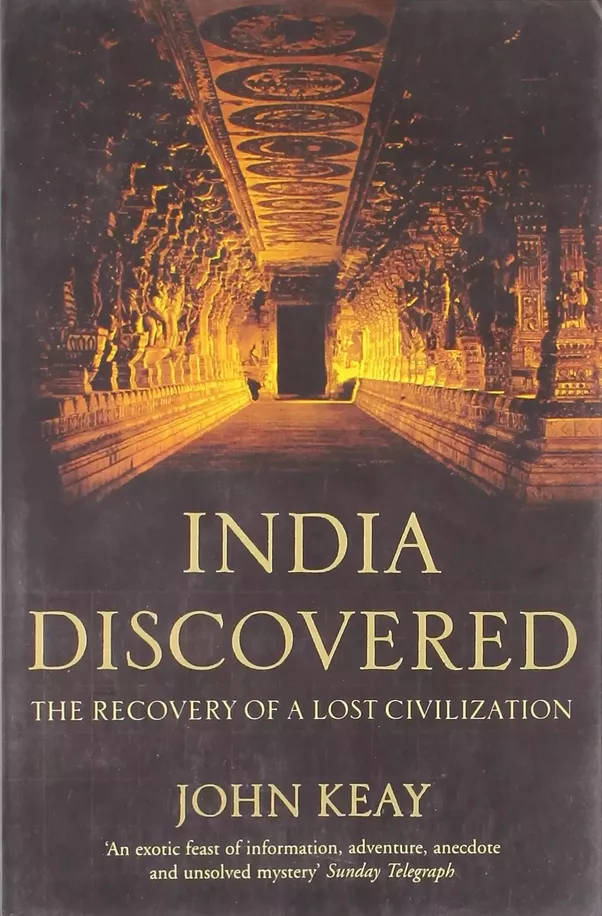 INDIA
DISCOVERED
THE RECOVERY OF A LOST CIVILIZATION
JOHN KEAY
‘An exotic feast of information, adventure, anecdote
and unsolved mystery’ Sunday Telegraph